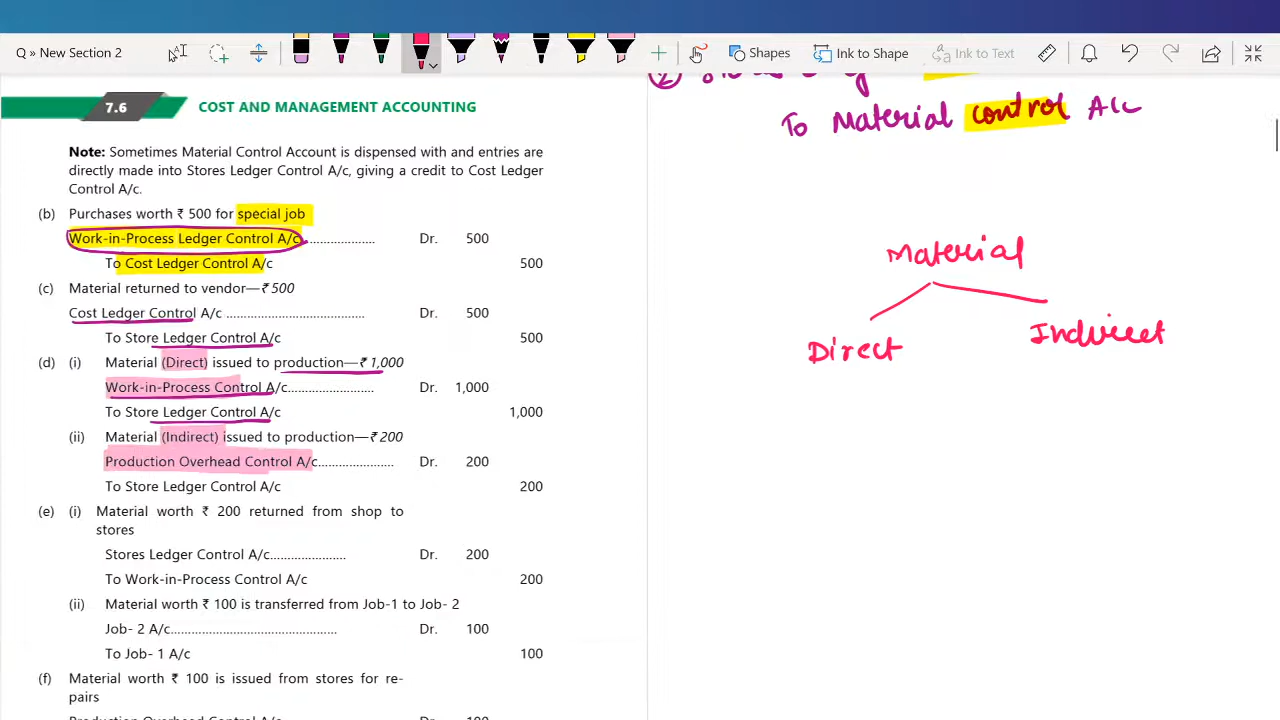 Q » New Section 2
Shapes
Ink to Shape
Ink to Text
7.6 COST AND MANAGEMENT ACCOUNTING
Note: Sometimes Material Control Account is dispensed with and entries are
directly made into Stores Ledger Control A/c, giving a credit to Cost Ledger
Control A/c.
(b) Purchases worth ₹ 500 for special job
Work-in-Process Ledger Control A/c.................... Dr. 500
To Cost Ledger Control A/c 500
(c) Material returned to vendor—₹ 500
Cost Ledger Control A/c ........................................ Dr. 500
To Store Ledger Control A/c 500
(d) (i) Material (Direct) issued to production—₹ 1,000
Work-in-Process Control A/c......................... Dr. 1,000
To Store Ledger Control A/c 1,000
(ii) Material (Indirect) issued to production—₹ 200
Production Overhead Control A/c...................... Dr. 200
To Store Ledger Control A/c 200
(e) (i) Material worth ₹ 200 returned from shop to
stores
Stores Ledger Control A/c...................... Dr. 200
To Work-in-Process Control A/c 200
(ii) Material worth ₹ 100 is transferred from Job-1 to Job- 2
Job- 2 A/c................................................ Dr. 100
To Job- 1 A/c 100
(f) Material worth ₹ 100 is issued from stores for re-
pairs
Production Overhead Control A/c Dr. 100
To Material control A/c
Material
Direct
Indirect